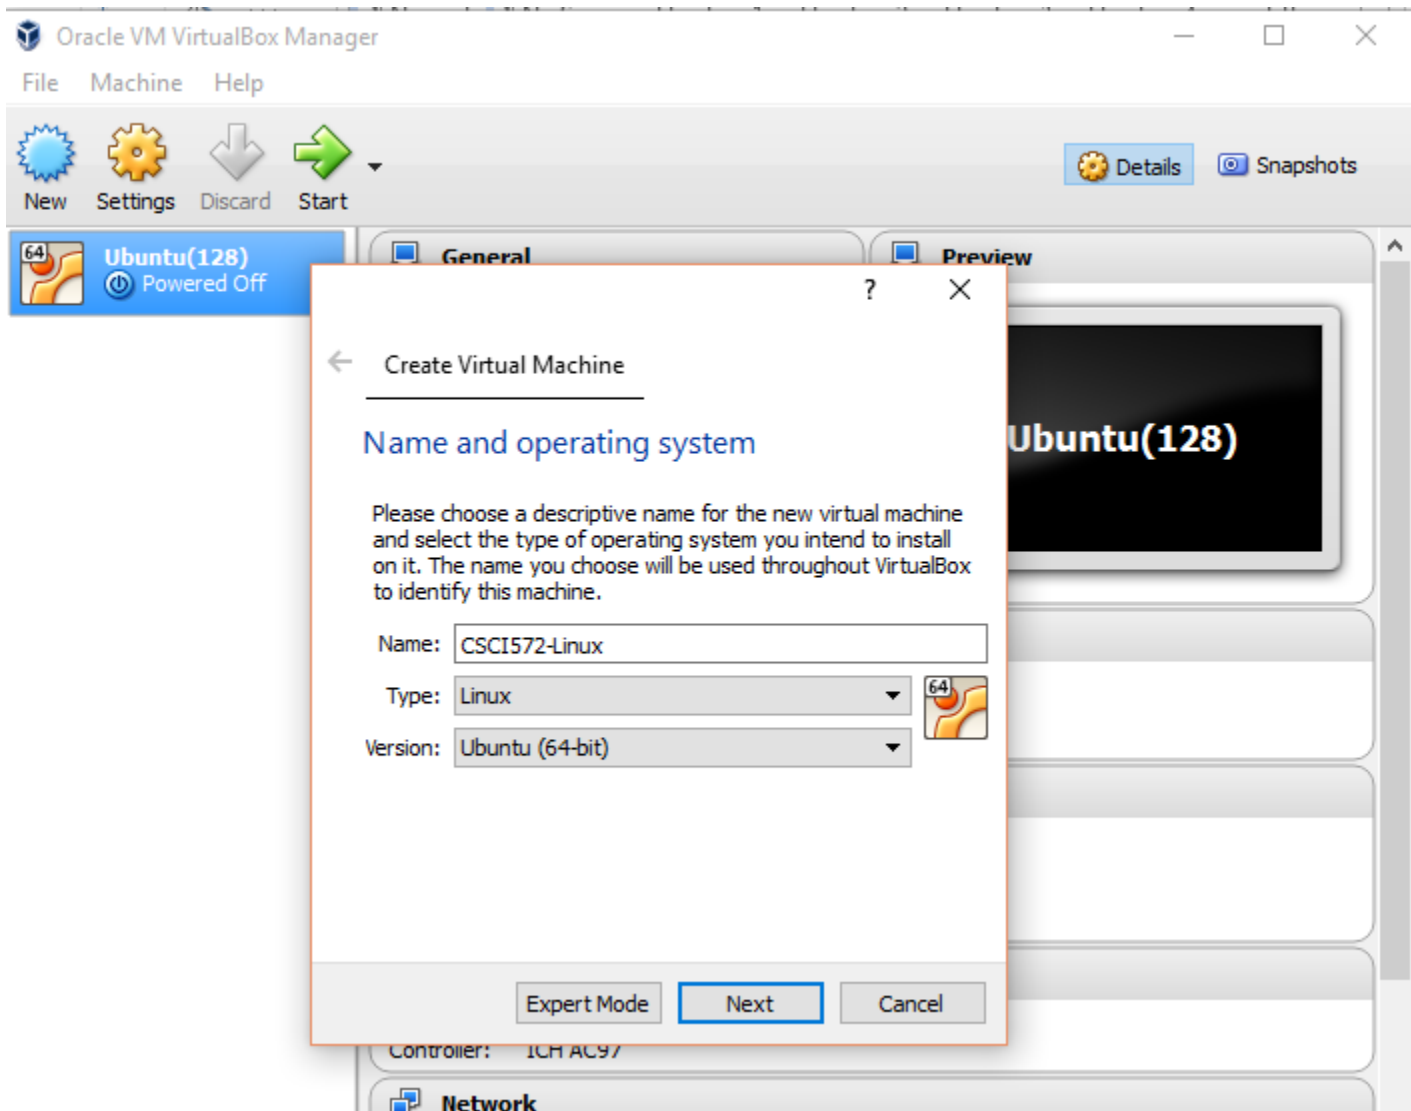 Oracle VM VirtualBox Manager
File Machine Help
New Settings Discard Start
Details Snapshots
64 Ubuntu(128)
Powered Off
General
Preview
?
Create Virtual Machine
Ubuntu(128)
Name and operating system
Please choose a descriptive name for the new virtual machine
and select the type of operating system you intend to install
on it. The name you choose will be used throughout VirtualBox
to identify this machine.
Name: CSCI572-Linux
Type: Linux
64
Version: Ubuntu (64-bit)
Expert Mode Next Cancel
Controller: ICH AC97
Network